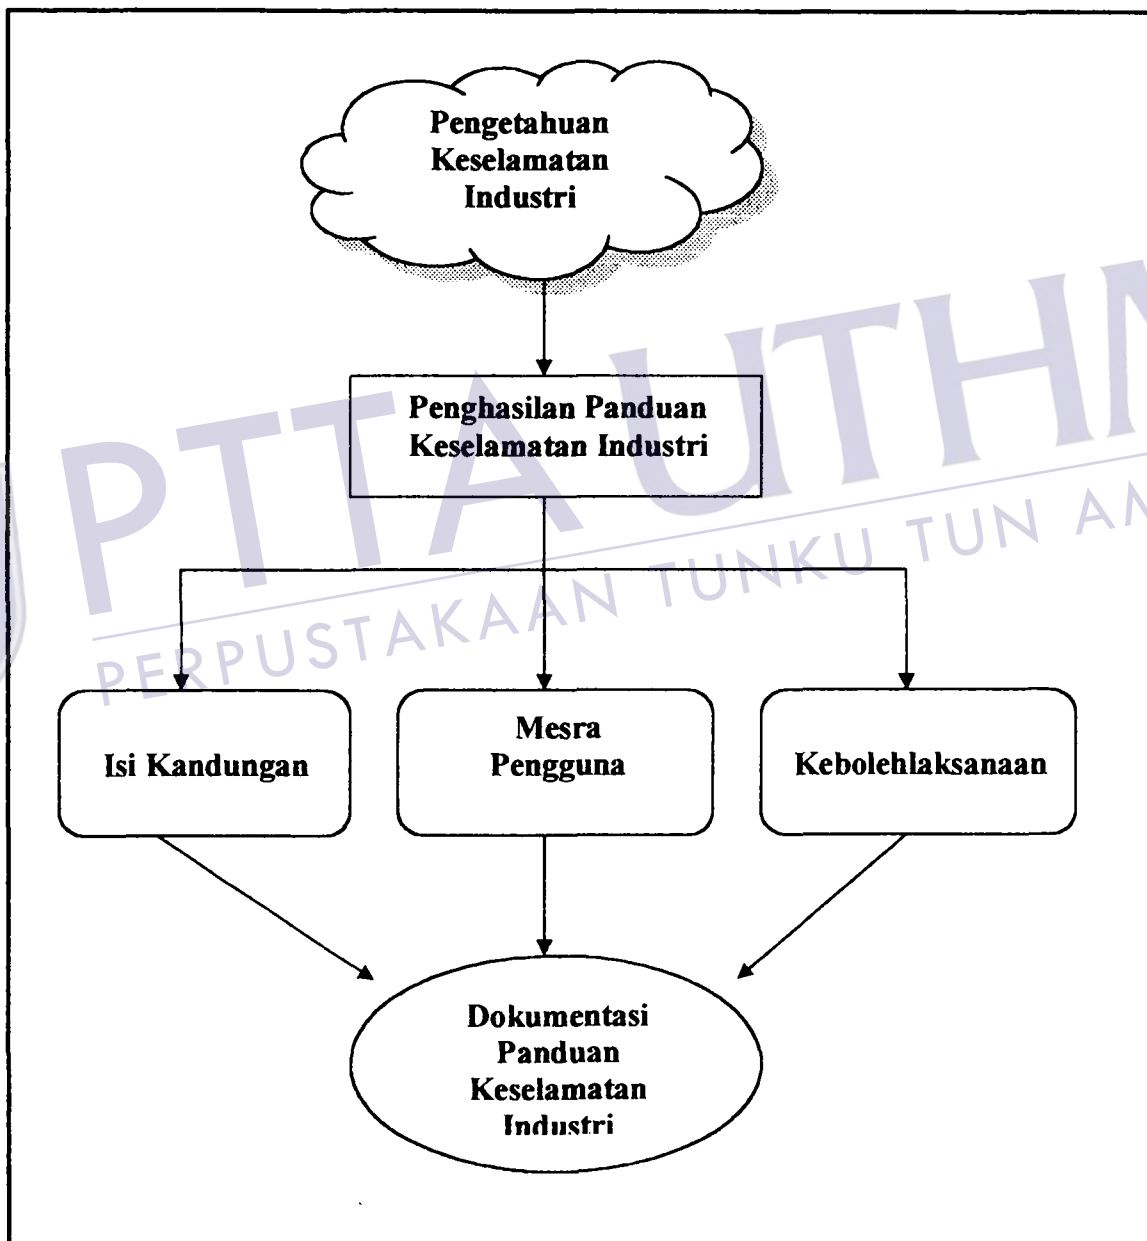 Pengetahuan
Keselamatan
Industri
Penghasilan Panduan
Keselamatan Industri
PTTA UTHM
PERPUSTAKAAN TUNKU TUN AM
Isi Kandungan
Mesra
Pengguna
Kebolehlaksanaan
Dokumentasi
Panduan
Keselamatan
Industri